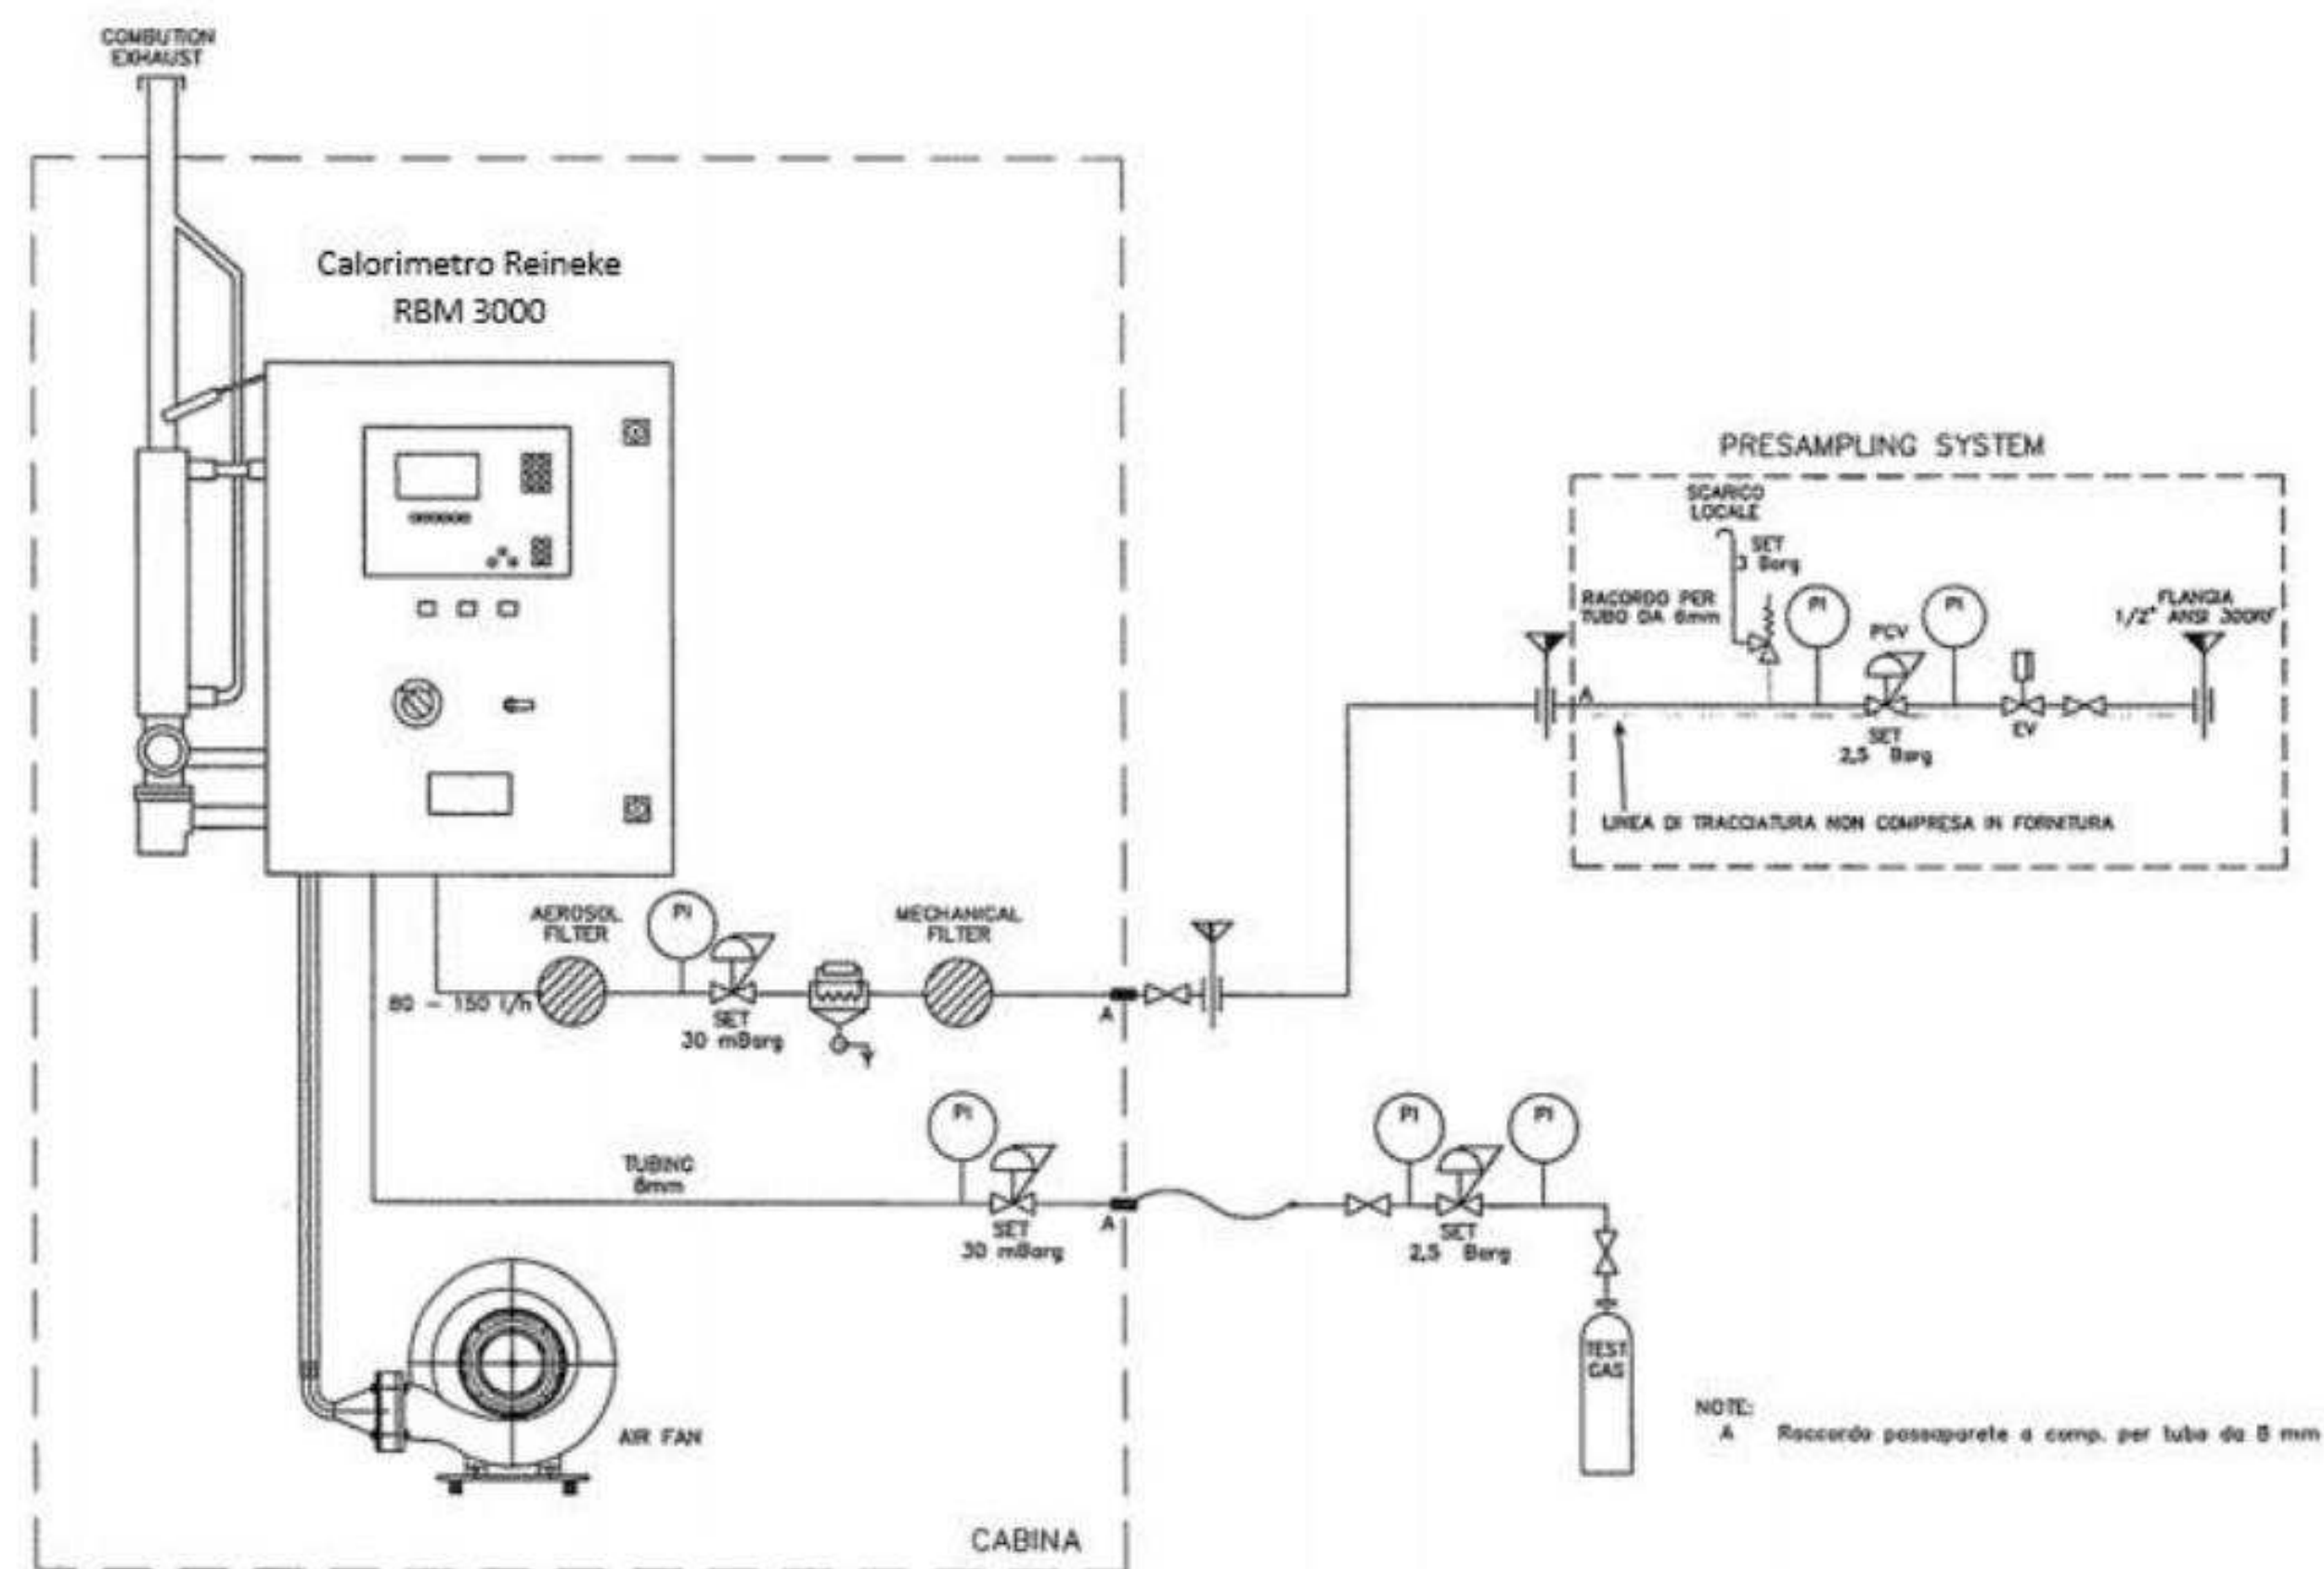 COMBUTION
EXHAUST
Calorimetro Reineke
RBM 3000
PRESAMPLING SYSTEM
SCARICO
LOCALE
SET
3 Barg
RACORDO PER
TUBO DA 6mm
PI
PCV
PI
FLANGIA
1/2" ANSI 300RF
A
SET
2,5 Barg
EV
LINEA DI TRACCIATURA NON COMPRESA IN FORNITURA
AEROSOL
FILTER
PI
MECHANICAL
FILTER
80 - 150 l/h
SET
30 mBarg
A
PI
PI
PI
TUBING
SET
30 mBarg
A
SET
2,5 Barg
TEST
GAS
AIR FAN
NOTE:
A Raccordo passaparete a comp. per tubo da 8 mm
CABINA